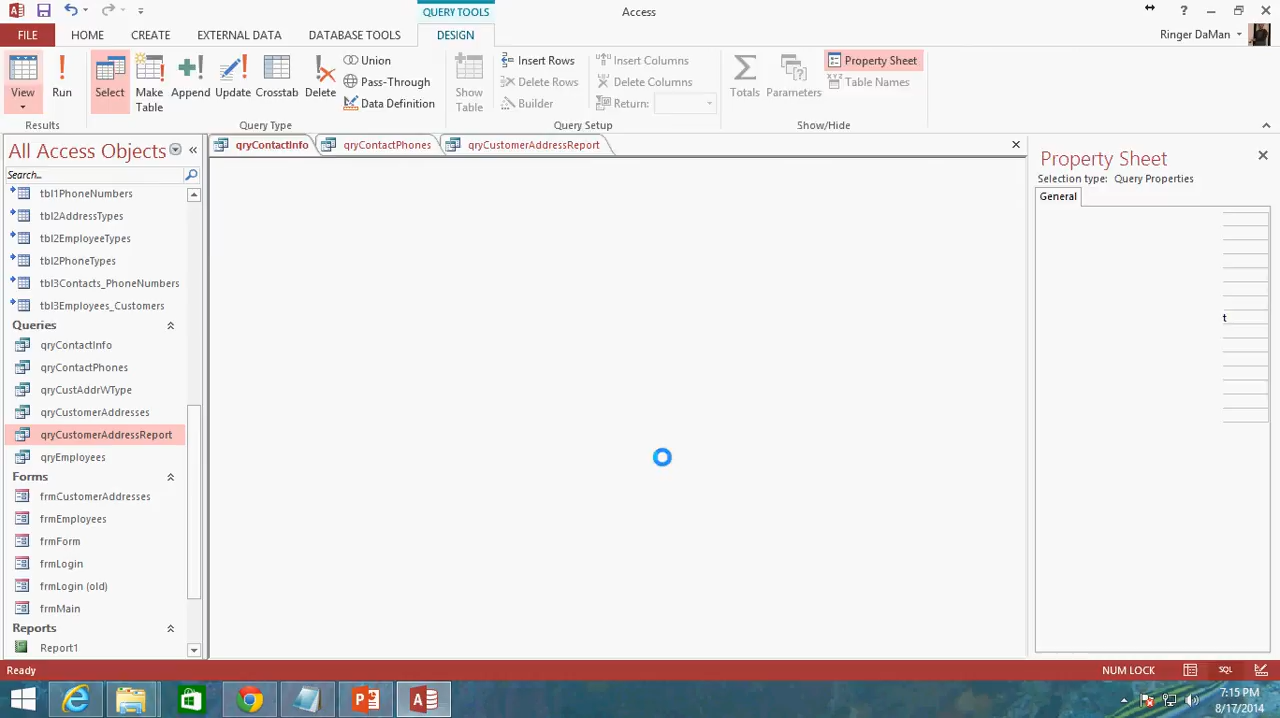 QUERY TOOLS
Access
?
FILE
HOME
CREATE
EXTERNAL DATA
DATABASE TOOLS
DESIGN
Ringer DaMan
View
Run
Select
Make
Table
Append
Update
Crosstab
Delete
Union
Pass-Through
Data Definition
Show
Table
Insert Rows
Delete Rows
Builder
Insert Columns
Delete Columns
Return:
Totals
Parameters
Property Sheet
Table Names
Results
Query Type
Query Setup
Show/Hide
All Access Objects
Search...
tbl1PhoneNumbers
tbl2AddressTypes
tbl2EmployeeTypes
tbl2PhoneTypes
tbl3Contacts_PhoneNumbers
tbl3Employees_Customers
Queries
qryContactInfo
qryContactPhones
qryCustAddrWType
qryCustomerAddresses
qryCustomerAddressReport
qryEmployees
Forms
frmCustomerAddresses
frmEmployees
frmForm
frmLogin
frmLogin (old)
frmMain
Reports
Report1
qryContactInfo
qryContactPhones
qryCustomerAddressReport
Property Sheet
Selection type: Query Properties
General
t
Ready
NUM LOCK
SQL
7:15 PM
8/17/2014